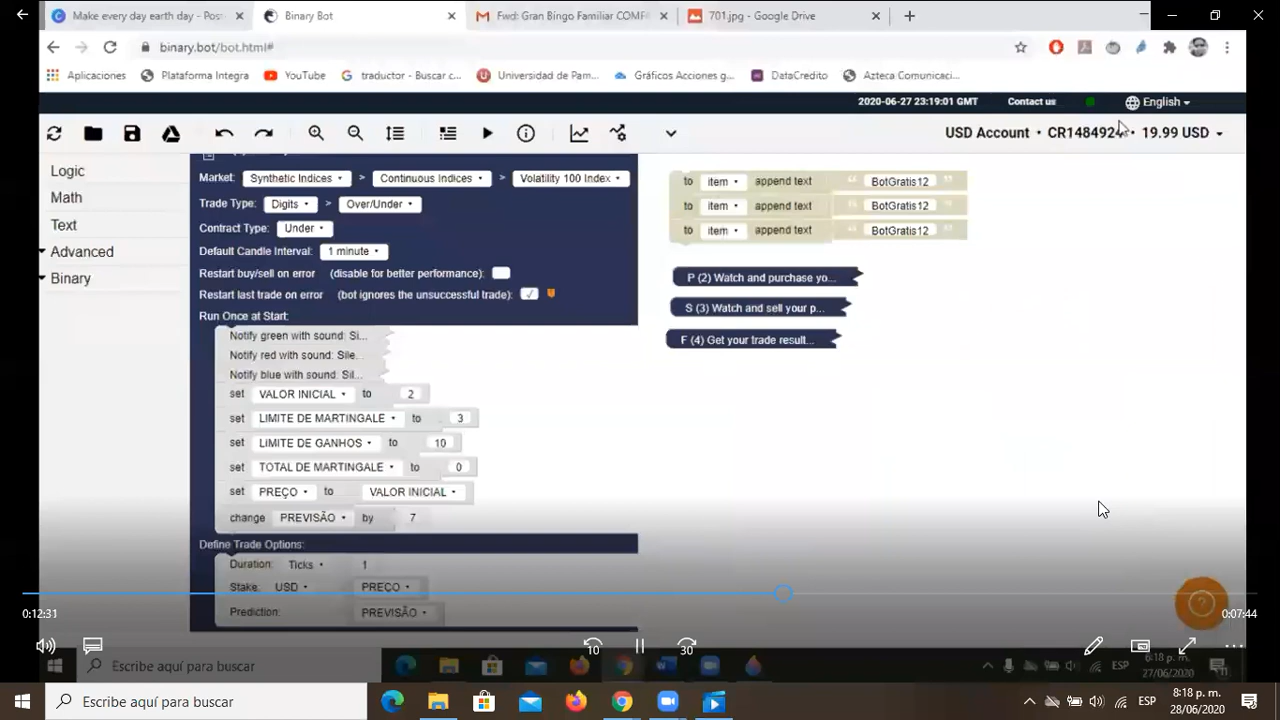 Make every day earth day - Post
Binary Bot
Fwd: Gran Bingo Familiar COMF
701.jpg - Google Drive
binary.bot/bot.html#
Aplicaciones
Plataforma Integra
YouTube
traductor - Buscar c...
Universidad de Pam...
Gráficos Acciones g...
DataCredito
Azteca Comunicaci...
2020-06-27 23:19:01 GMT
Contact us
English
USD Account • CR1484924 • 19.99 USD
Logic
Math
Text
Advanced
Binary
Market: Synthetic Indices > Continuous Indices > Volatility 100 Index
Trade Type: Digits > Over/Under
Contract Type: Under
Default Candle Interval: 1 minute
Restart buy/sell on error (disable for better performance):
Restart last trade on error (bot ignores the unsuccessful trade):
Run Once at Start:
Notify green with sound: Si...
Notify red with sound: Sile...
Notify blue with sound: Sil...
set VALOR INICIAL to 2
set LIMITE DE MARTINGALE to 3
set LIMITE DE GANHOS to 10
set TOTAL DE MARTINGALE to 0
set PREÇO to VALOR INICIAL
change PREVISÃO by 7
Define Trade Options:
Duration: Ticks 1
Stake: USD PREÇO
Prediction: PREVISÃO
to item append text BotGratis12
to item append text BotGratis12
to item append text BotGratis12
P (2) Watch and purchase yo...
S (3) Watch and sell your p...
F (4) Get your trade result...
0:12:31
0:07:44
10
30
Escribe aquí para buscar
ESP
6:18 p. m.
27/06/2020
Escribe aquí para buscar
ESP
8:18 p. m.
28/06/2020